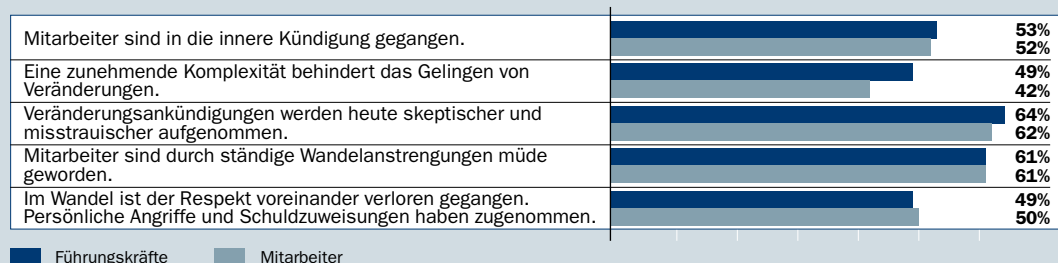 Mitarbeiter sind in die innere Kündigung gegangen.
53%
52%
Eine zunehmende Komplexität behindert das Gelingen von
Veränderungen.
49%
42%
Veränderungsankündigungen werden heute skeptischer und
misstrauischer aufgenommen.
64%
62%
Mitarbeiter sind durch ständige Wandelanstrengungen müde
geworden.
61%
61%
Im Wandel ist der Respekt voreinander verloren gegangen.
Persönliche Angriffe und Schuldzuweisungen haben zugenommen.
49%
50%
Führungskräfte
Mitarbeiter